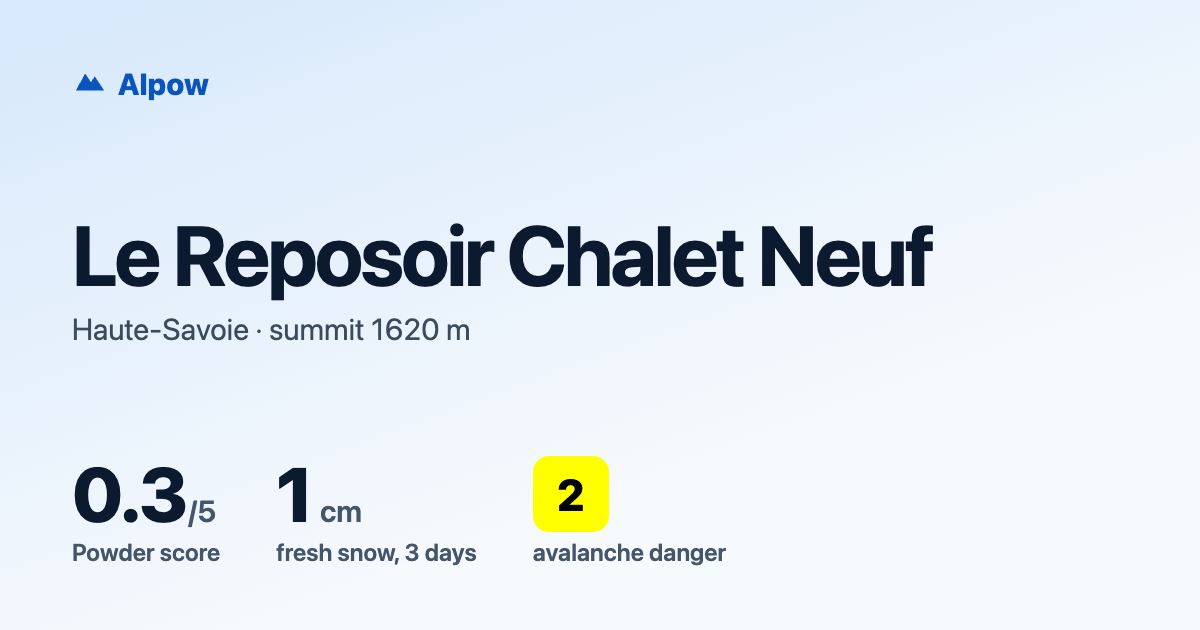 Alpow
Le Reposoir Chalet Neuf
Haute-Savoie · summit 1620 m
0.3/5
Powder score
1 cm
fresh snow, 3 days
2
avalanche danger